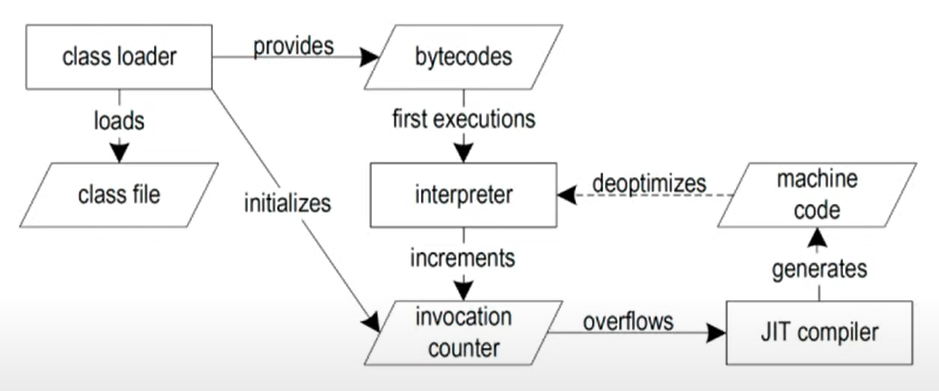 class loader
provides
bytecodes
loads
first executions
class file
initializes
interpreter
deoptimizes
machine
code
increments
generates
invocation
counter
overflows
JIT compiler